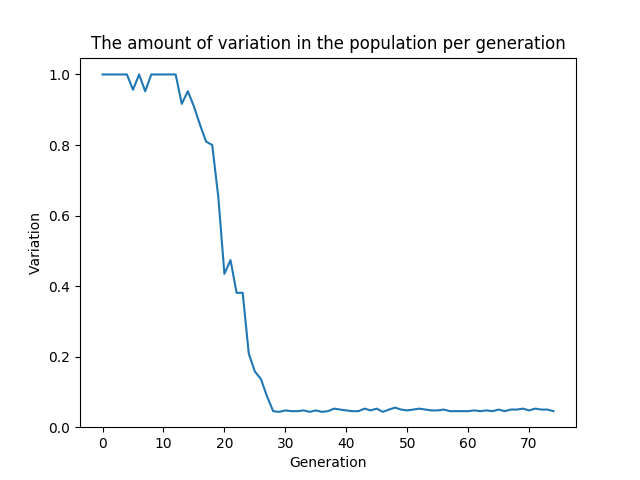 The amount of variation in the population per generation
1.0
0.8
0.6
0.4
0.2
0.0
Variation
0 10 20 30 40 50 60 70
Generation